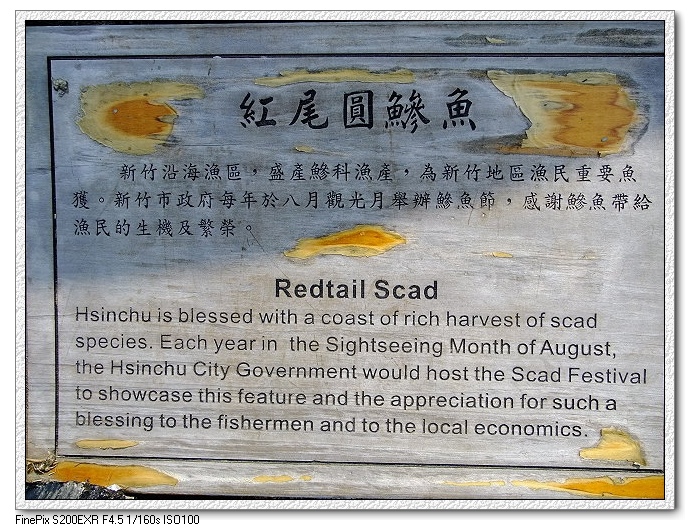 紅尾圓鰺魚
新竹沿海漁區，盛產鰺科漁產，為新竹地區漁民重要魚
獲。新竹市政府每年於八月觀光月舉辦鰺魚節，感謝鰺魚帶給
漁民的生機及繁榮。
Redtail Scad
Hsinchu is blessed with a coast of rich harvest of scad
species. Each year in the Sightseeing Month of August,
the Hsinchu City Government would host the Scad Festival
to showcase this feature and the appreciation for such a
blessing to the fishermen and to the local economics.
FinePix S200EXR F4.5 1/160s ISO100